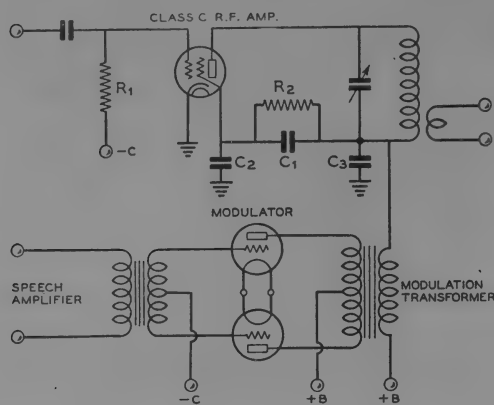 CLASS C R.F. AMP.
R1
R2
-C
C2
C1
C3
MODULATOR
SPEECH
AMPLIFIER
MODULATION
TRANSFORMER
-C
+B
+B